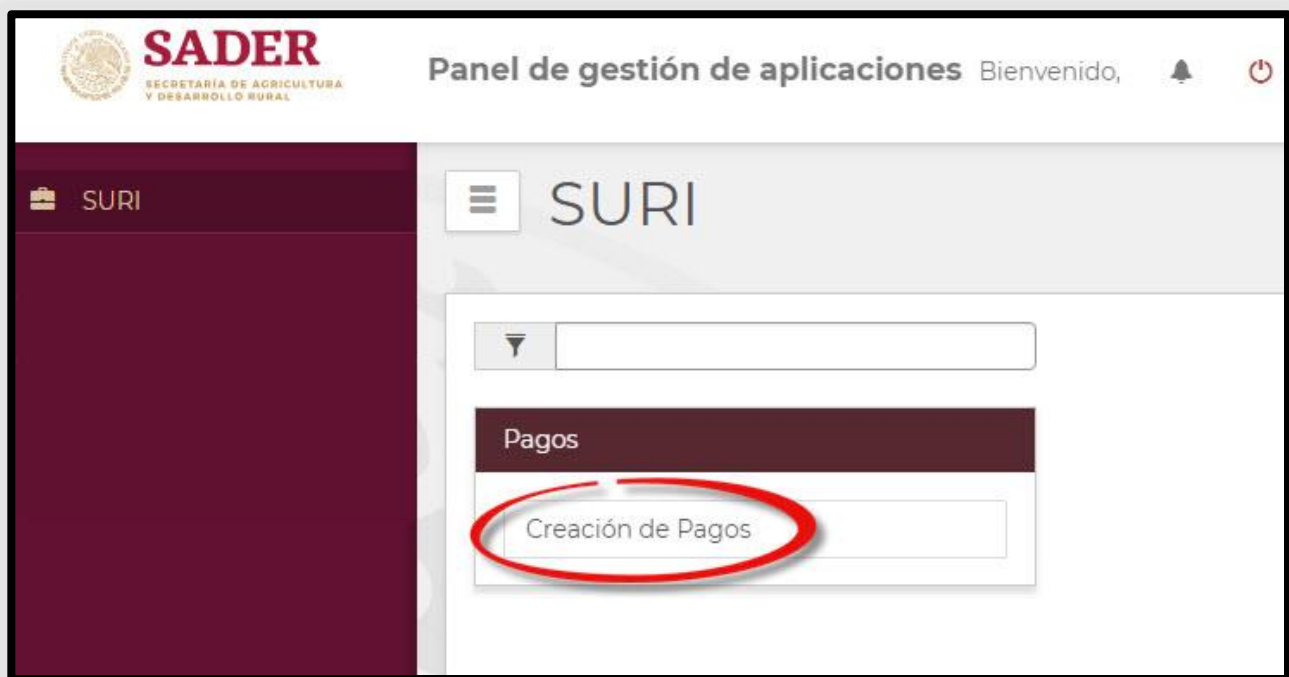 SADER
SECRETARÍA DE AGRICULTURA
Y DESARROLLO RURAL
Panel de gestión de aplicaciones Bienvenido,
SURI
SURI
Pagos
Creación de Pagos